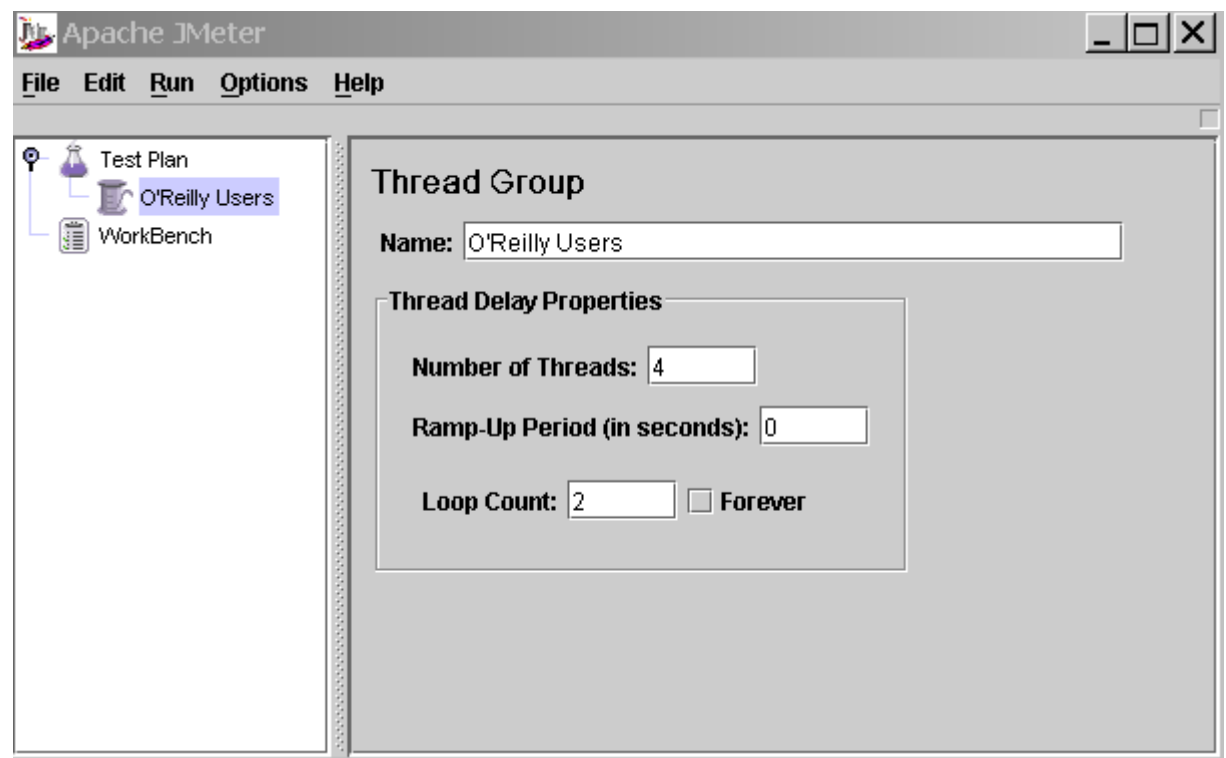 Apache JMeter
File Edit Run Options Help
Test Plan
O'Reilly Users
WorkBench
Thread Group
Name: O'Reilly Users
Thread Delay Properties
Number of Threads: 4
Ramp-Up Period (in seconds): 0
Loop Count: 2 Forever